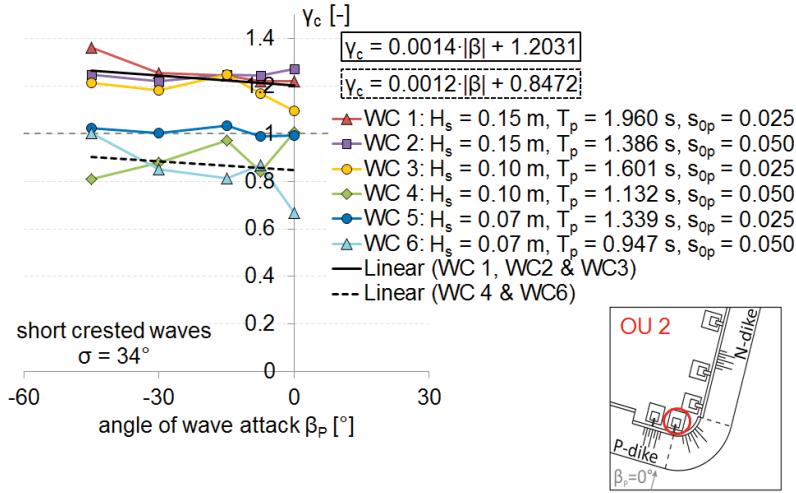 γc [-]
1.4
1.2
1
0.8
0.6
0.4
0.2
0
-60
-30
0
30
angle of wave attack βP [°]
short crested waves
σ = 34°
γc = 0.0014·|β| + 1.2031
γc = 0.0012·|β| + 0.8472
WC 1: Hs = 0.15 m, Tp = 1.960 s, s0p = 0.025
WC 2: Hs = 0.15 m, Tp = 1.386 s, s0p = 0.050
WC 3: Hs = 0.10 m, Tp = 1.601 s, s0p = 0.025
WC 4: Hs = 0.10 m, Tp = 1.132 s, s0p = 0.050
WC 5: Hs = 0.07 m, Tp = 1.339 s, s0p = 0.025
WC 6: Hs = 0.07 m, Tp = 0.947 s, s0p = 0.050
Linear (WC 1, WC2 & WC3)
Linear (WC 4 & WC6)
OU 2
N-dike
P-dike
βP=0°